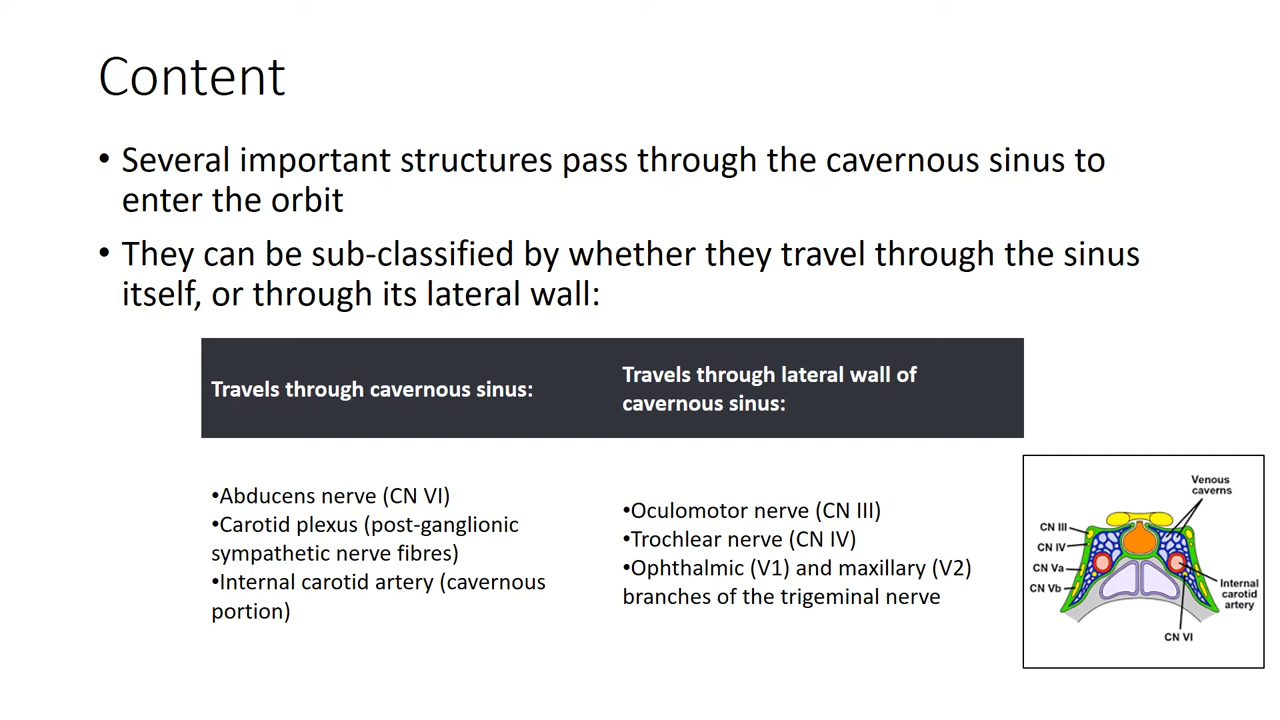 Content
• Several important structures pass through the cavernous sinus to
enter the orbit
• They can be sub-classified by whether they travel through the sinus
itself, or through its lateral wall:
Travels through cavernous sinus:
Travels through lateral wall of
cavernous sinus:
•Abducens nerve (CN VI)
•Carotid plexus (post-ganglionic
sympathetic nerve fibres)
•Internal carotid artery (cavernous
portion)
•Oculomotor nerve (CN III)
•Trochlear nerve (CN IV)
•Ophthalmic (V1) and maxillary (V2)
branches of the trigeminal nerve
Venous
caverns
CN III
CN IV
CN Va
CN Vb
Internal
carotid
artery
CN VI